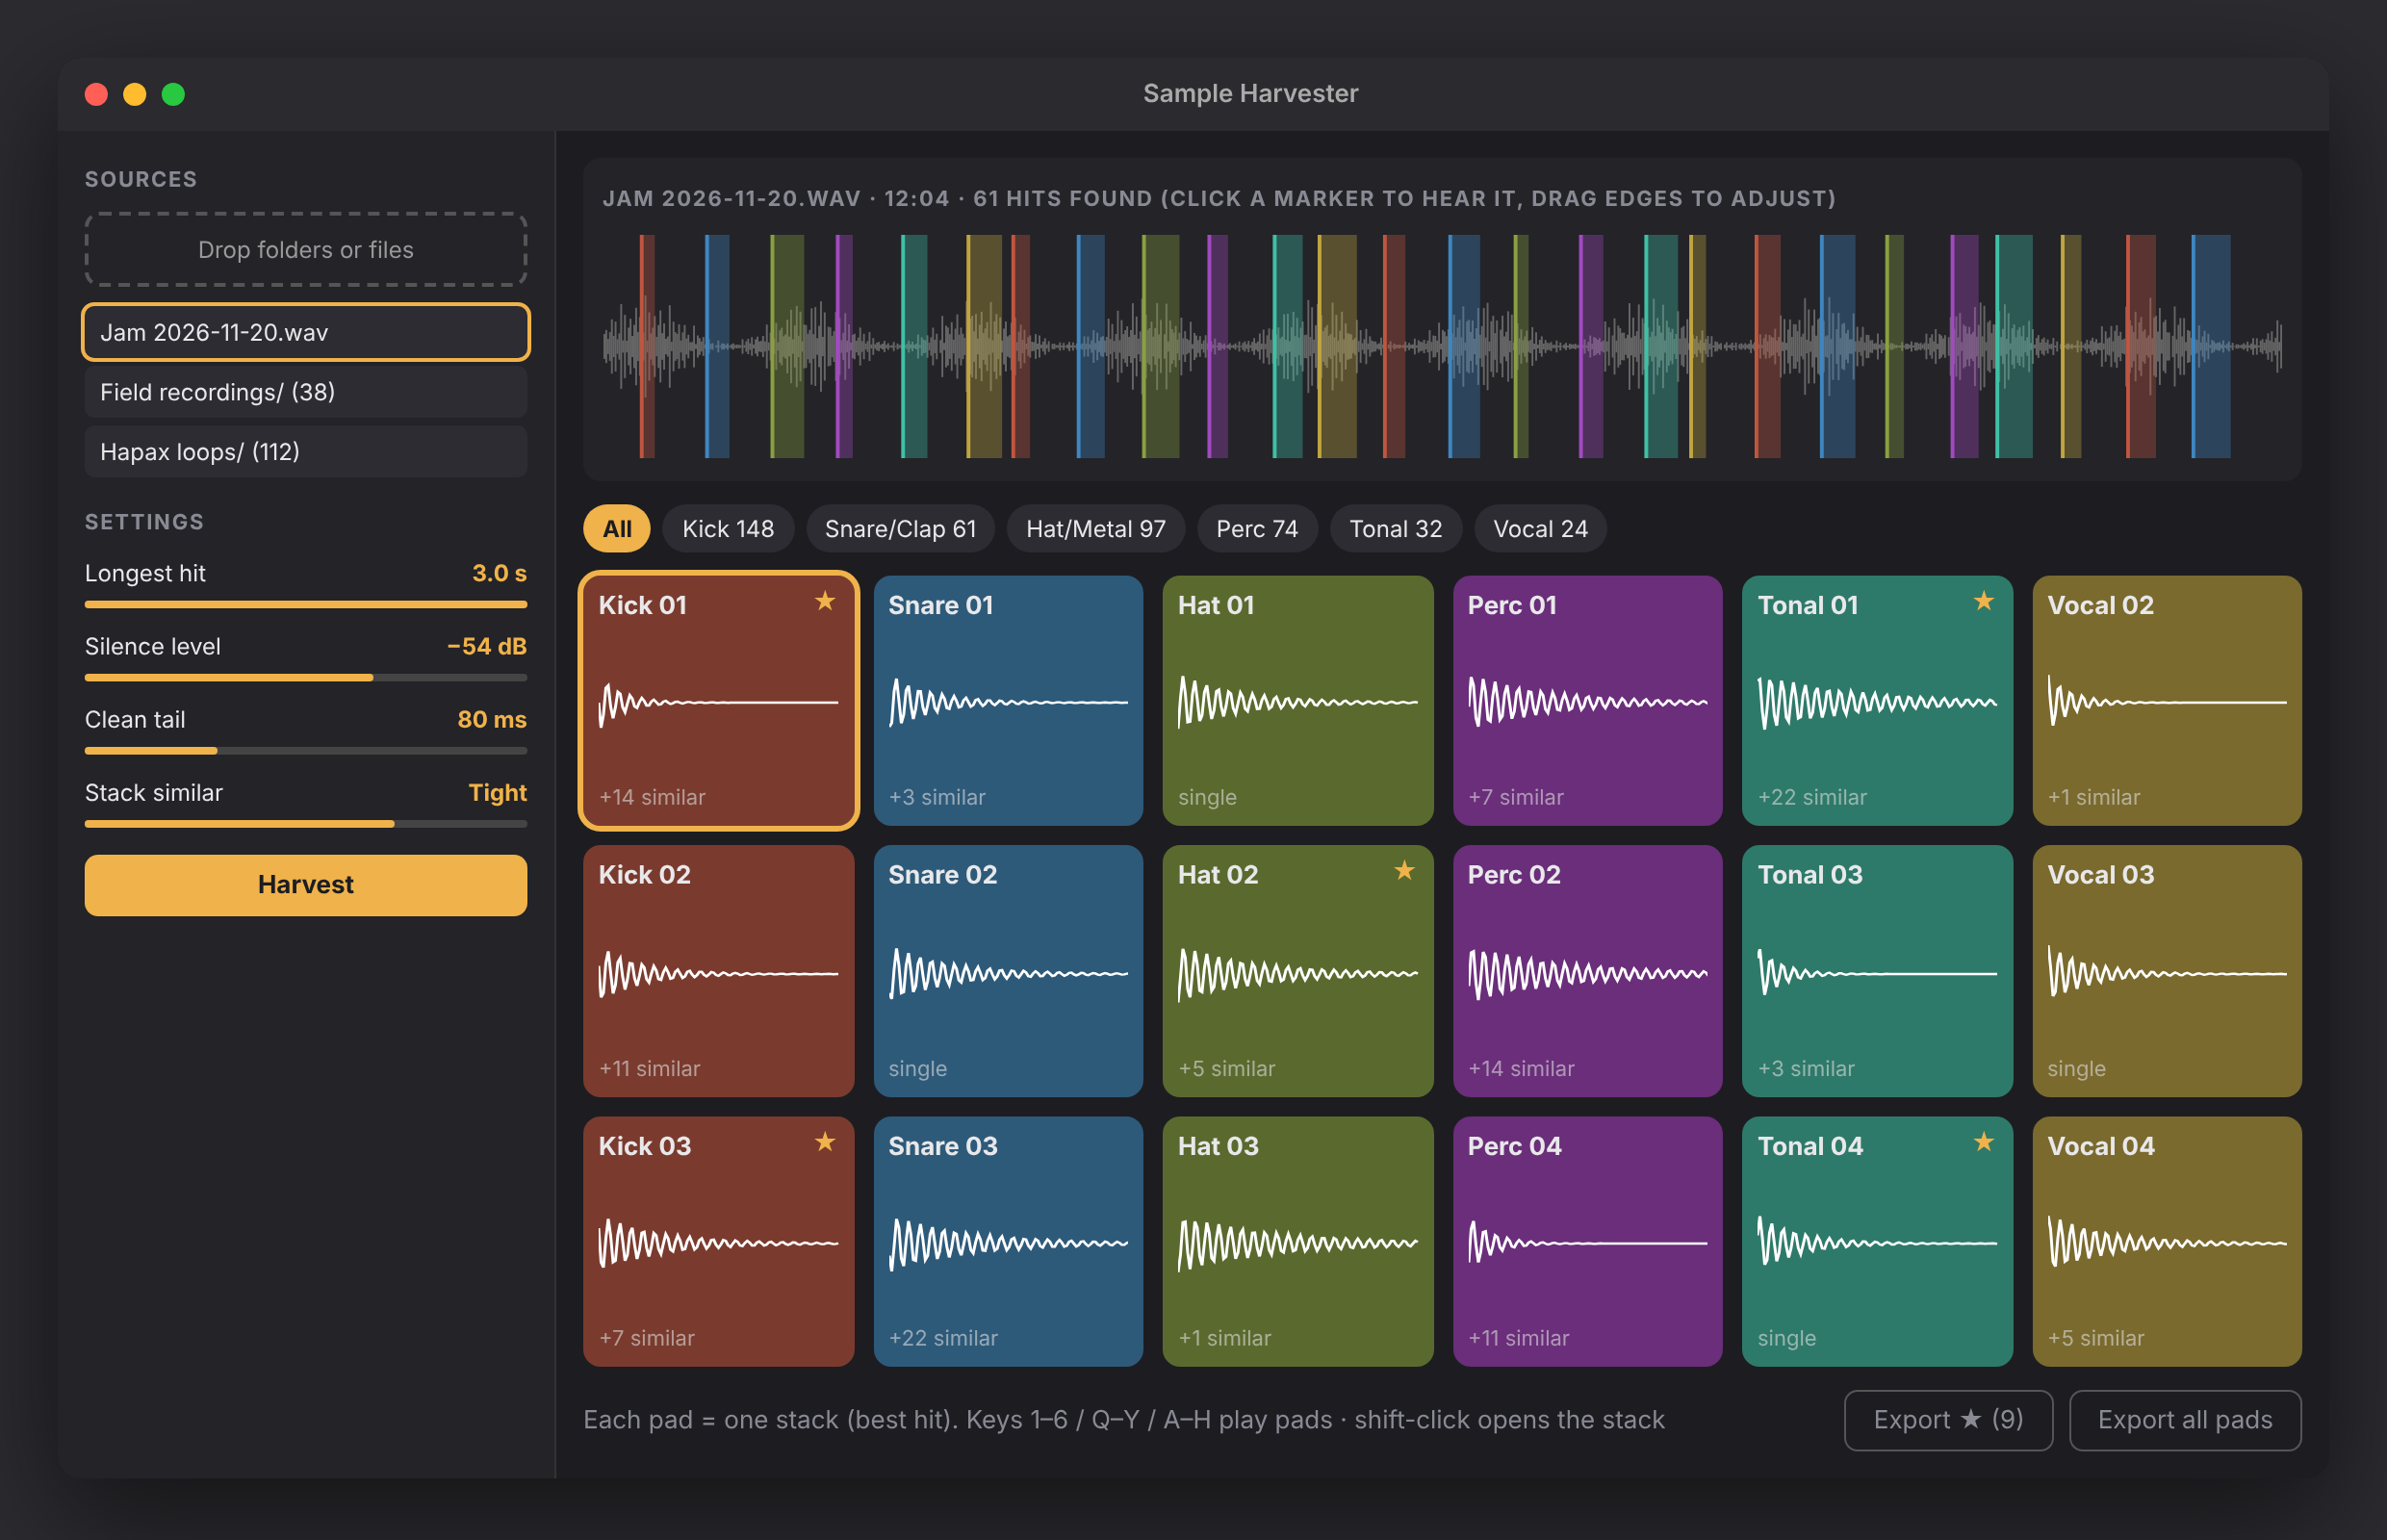 Sample Harvester
SOURCES
Drop folders or files
Jam 2026-11-20.wav
Field recordings/ (38)
Hapax loops/ (112)
SETTINGS
Longest hit 3.0 s
Silence level −54 dB
Clean tail 80 ms
Stack similar Tight
Harvest
JAM 2026-11-20.WAV · 12:04 · 61 HITS FOUND (CLICK A MARKER TO HEAR IT, DRAG EDGES TO ADJUST)
All Kick 148 Snare/Clap 61 Hat/Metal 97 Perc 74 Tonal 32 Vocal 24
Kick 01 ★ Snare 01 Hat 01 Perc 01 Tonal 01 ★ Vocal 02
+14 similar +3 similar single +7 similar +22 similar +1 similar
Kick 02 Snare 02 Hat 02 ★ Perc 02 Tonal 03 Vocal 03
+11 similar single +5 similar +14 similar +3 similar single
Kick 03 ★ Snare 03 Hat 03 Perc 04 Tonal 04 ★ Vocal 04
+7 similar +22 similar +1 similar +11 similar single +5 similar
Each pad = one stack (best hit). Keys 1–6 / Q–Y / A–H play pads · shift-click opens the stack
Export ★ (9) Export all pads